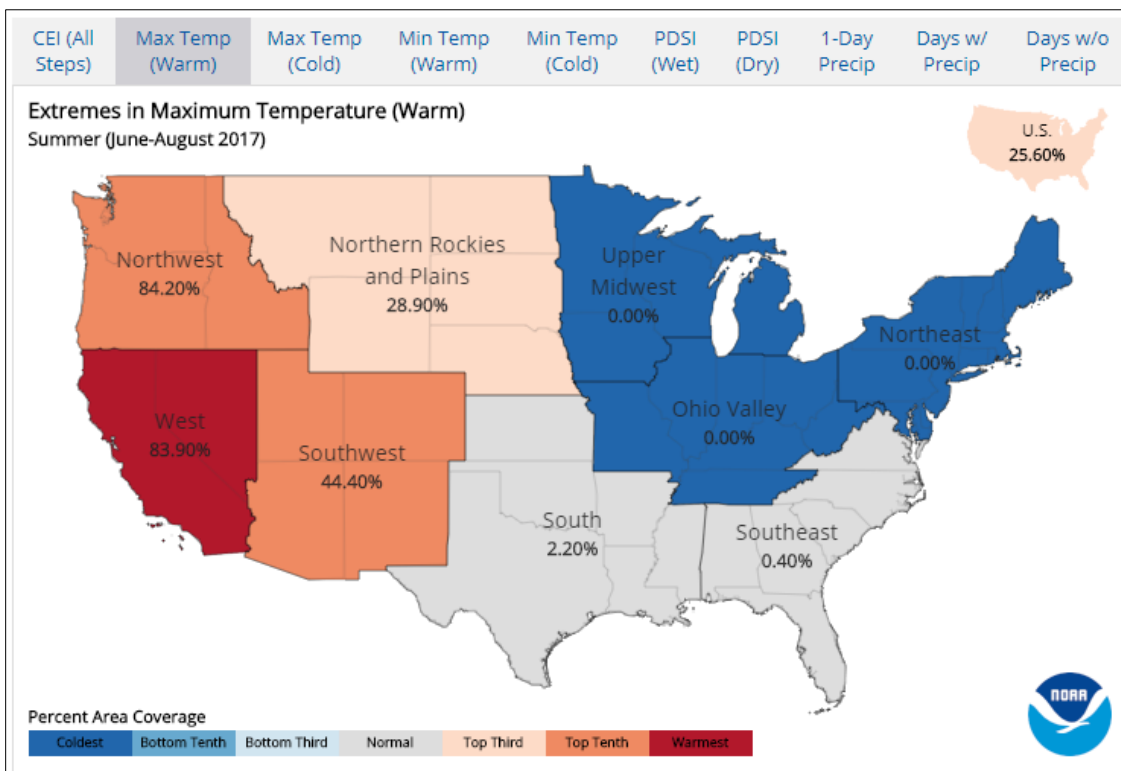 CEI (All Steps)
Max Temp (Warm)
Max Temp (Cold)
Min Temp (Warm)
Min Temp (Cold)
PDSI (Wet)
PDSI (Dry)
1-Day Precip
Days w/ Precip
Days w/o Precip
Extremes in Maximum Temperature (Warm)
Summer (June-August 2017)
U.S.
25.60%
Northwest
84.20%
Northern Rockies
and Plains
28.90%
Upper
Midwest
0.00%
Northeast
0.00%
West
83.90%
Southwest
44.40%
Ohio Valley
0.00%
South
2.20%
Southeast
0.40%
NOAA
Percent Area Coverage
Coldest
Bottom Tenth
Bottom Third
Normal
Top Third
Top Tenth
Warmest